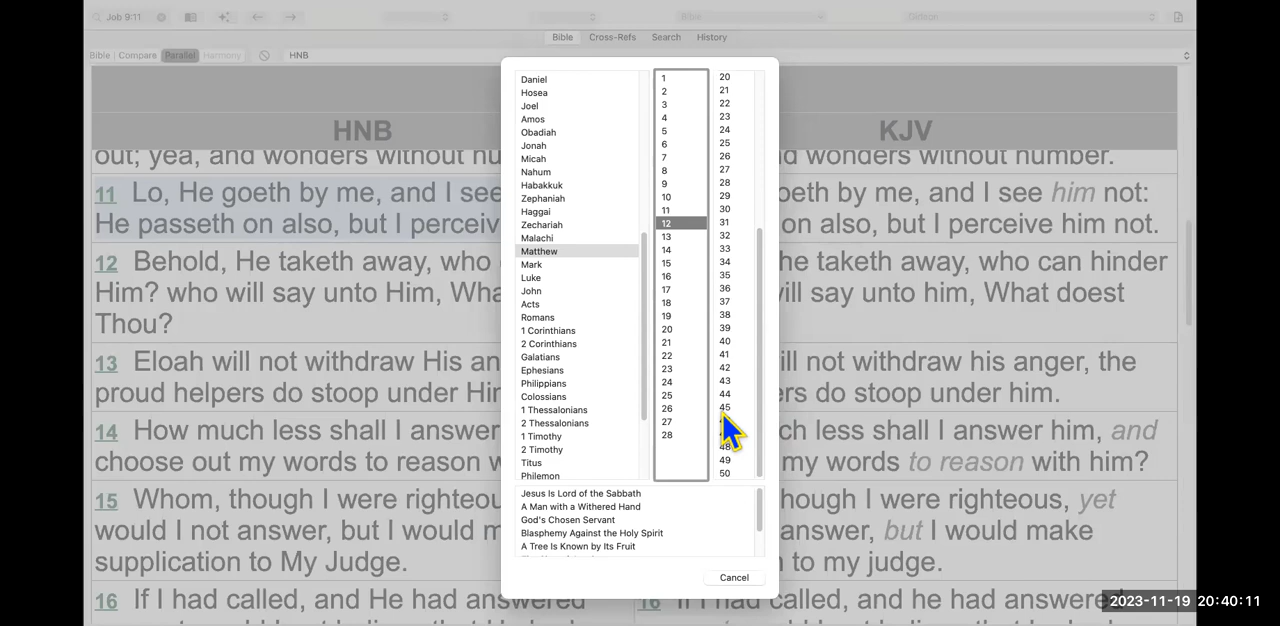 Job 9:11
Bible
Dickson
Bible Cross-Refs Search History
Bible Compare Parallel Harmony HNB
HNB KJV
out; yea, and wonders without nu
d wonders without number.
11 Lo, He goeth by me, and I see
He passeth on also, but I perceiv
oeth by me, and I see him not:
on also, but I perceive him not.
12 Behold, He taketh away, who
Him? who will say unto Him, Wha
Thou?
he taketh away, who can hinder
vill say unto him, What doest
13 Eloah will not withdraw His an
proud helpers do stoop under Him
ill not withdraw his anger, the
ers do stoop under him.
14 How much less shall I answer
choose out my words to reason w
ch less shall I answer him, and
my words to reason with him?
15 Whom, though I were righteou
would I not answer, but I would m
supplication to My Judge.
hough I were righteous, yet
answer, but I would make
n to my judge.
16 If I had called, and He had answered
16 If I had called, and he had answered
Daniel
Hosea
Joel
Amos
Obadiah
Jonah
Micah
Nahum
Habakkuk
Zephaniah
Haggai
Zechariah
Malachi
Matthew
Mark
Luke
John
Acts
Romans
1 Corinthians
2 Corinthians
Galatians
Ephesians
Philippians
Colossians
1 Thessalonians
2 Thessalonians
1 Timothy
2 Timothy
Titus
Philemon
1
2
3
4
5
6
7
8
9
10
11
12
13
14
15
16
17
18
19
20
21
22
23
24
25
26
27
28
20
21
22
23
24
25
26
27
28
29
30
31
32
33
34
35
36
37
38
39
40
41
42
43
44
45
48
49
50
Jesus Is Lord of the Sabbath
A Man with a Withered Hand
God's Chosen Servant
Blasphemy Against the Holy Spirit
A Tree Is Known by Its Fruit
Cancel
2023-11-19 20:40:11